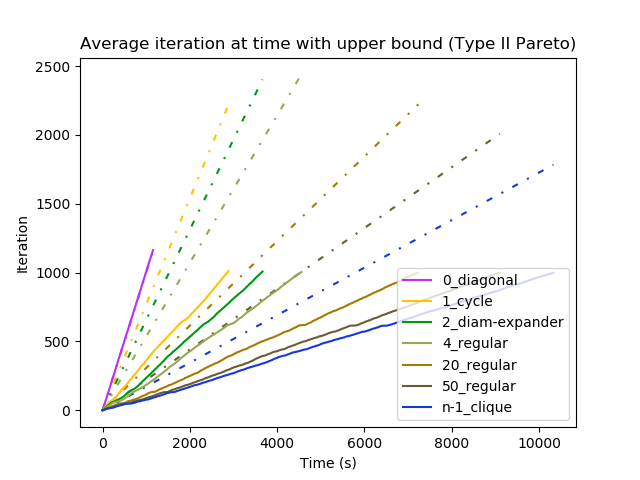 Average iteration at time with upper bound (Type II Pareto)
2500
2000
1500
1000
500
0
Iteration
0_diagonal
1_cycle
2_diam-expander
4_regular
20_regular
50_regular
n-1_clique
0 2000 4000 6000 8000 10000
Time (s)